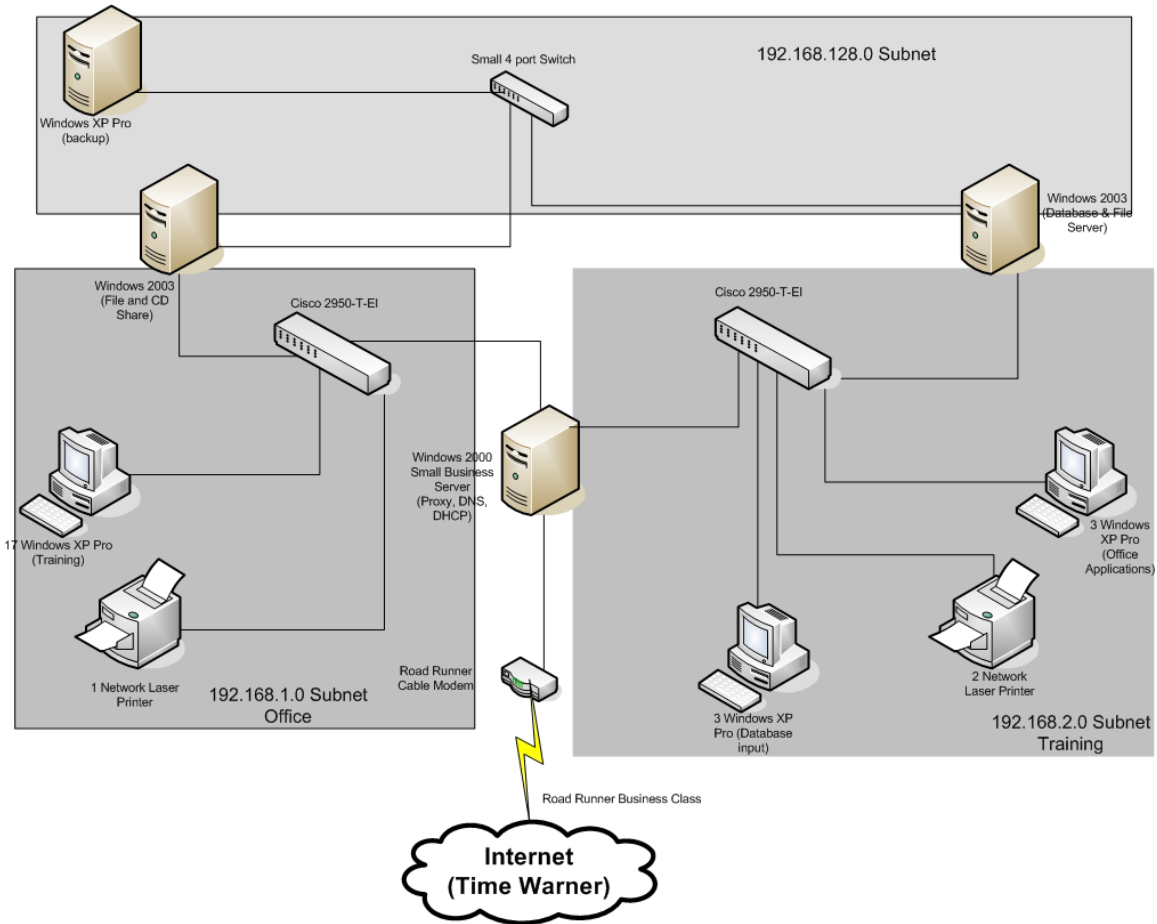 192.168.128.0 Subnet
Small 4 port Switch
Windows XP Pro
(backup)
Windows 2003
(Database & File
Server)
Windows 2003
(File and CD
Share)
Cisco 2950-T-EI
Cisco 2950-T-EI
Windows 2000
Small Business
Server
(Proxy, DNS,
DHCP)
17 Windows XP Pro
(Training)
3 Windows
XP Pro
(Office
Applications)
1 Network Laser
Printer
192.168.1.0 Subnet
Office
Road Runner
Cable Modem
3 Windows XP
Pro (Database
input)
2 Network
Laser Printer
192.168.2.0 Subnet
Training
Road Runner Business Class
Internet
(Time Warner)